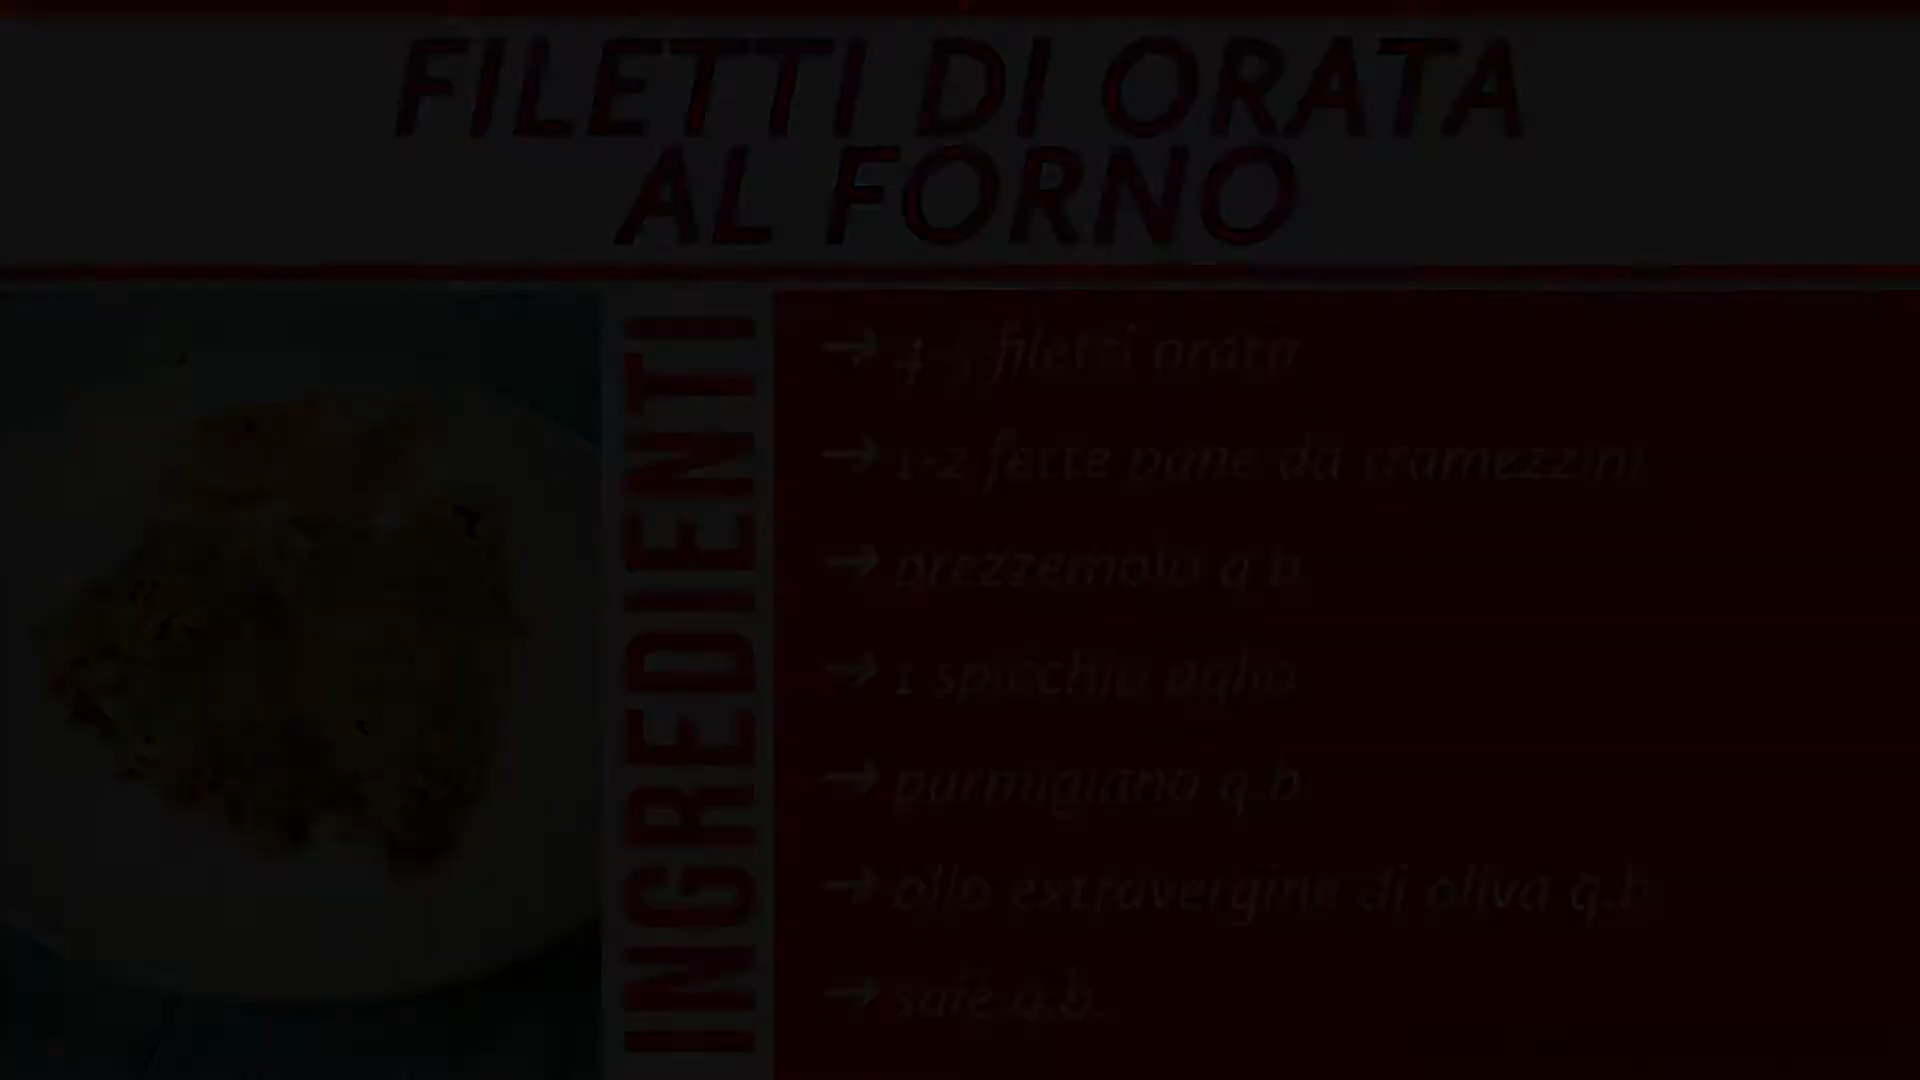 FILETTI DI ORATA
AL FORNO
INGREDIENTI
→ 4-5 filetti orata
→ 1-2 fette pane da tramezzini
→ prezzemolo q.b.
→ 1 spicchio aglio
→ parmigiano q.b
→ olio extravergine di oliva q.b
→ sale q.b.